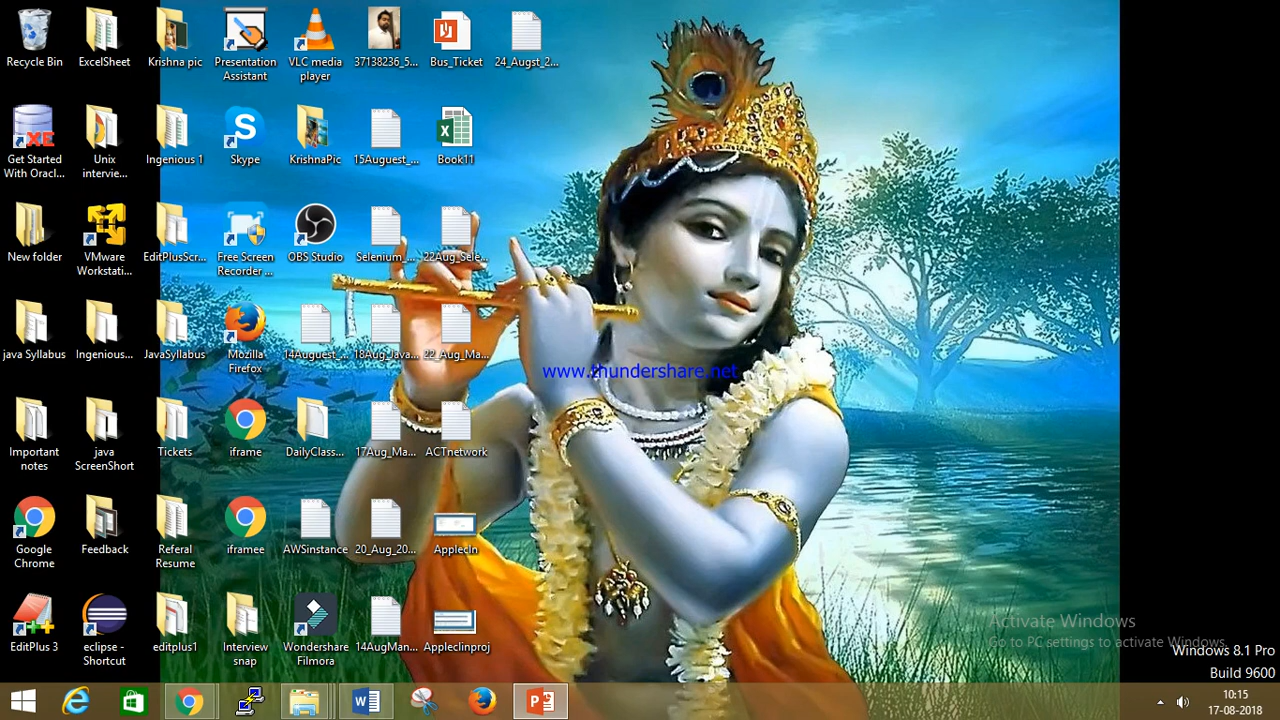 Recycle Bin
ExcelSheet
Krishna pic
Presentation
Assistant
VLC media
player
37138236_5...
Bus_Ticket
24_Augst_2...
Get Started
With Oracl...
Unix
intervie...
Ingenious 1
Skype
KrishnaPic
15Auguest_...
Book11
New folder
VMware
Workstati...
EditPlusScr...
Free Screen
Recorder ...
OBS Studio
Selenium_...
22Aug_Sele...
java Syllabus
Ingenious...
JavaSyllabus
Mozilla
Firefox
14Auguest_...
18Aug_Java...
22_Aug_Ma...
www.thundershare.net
Important
notes
java
ScreenShort
Tickets
iframe
DailyClass...
17Aug_Ma...
ACTnetwork
Google
Chrome
Feedback
Referal
Resume
iframee
AWSinstance
20_Aug_20...
Applecln
EditPlus 3
eclipse -
Shortcut
editplus1
Interview
snap
Wondershare
Filmora
14AugMan...
Appleclinproj
Activate Windows
Go to PC settings to activate Windows.
Windows 8.1 Pro
Build 9600
10:15
17-08-2018